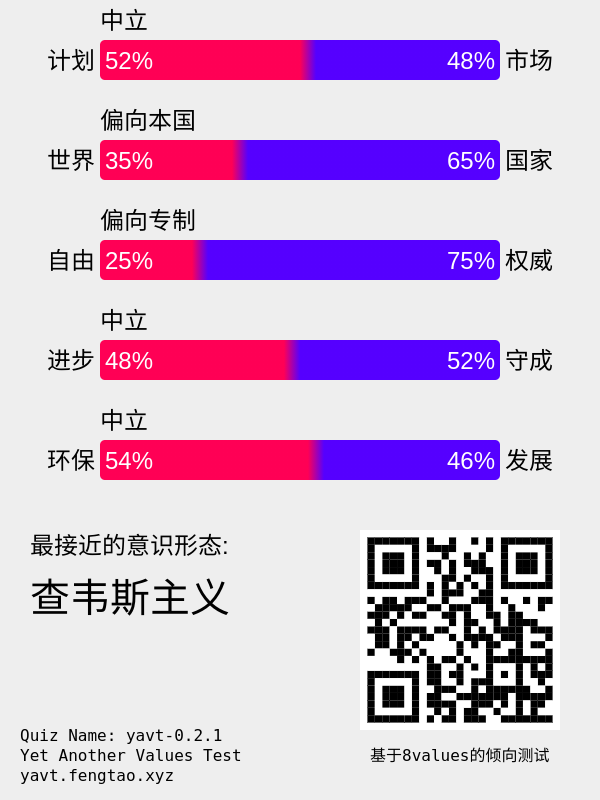 中立
计划 52% 48% 市场
偏向本国
世界 35% 65% 国家
偏向专制
自由 25% 75% 权威
中立
进步 48% 52% 守成
中立
环保 54% 46% 发展
最接近的意识形态:
查韦斯主义
Quiz Name: yavt-0.2.1
Yet Another Values Test
yavt.fengtao.xyz
基于8values的倾向测试